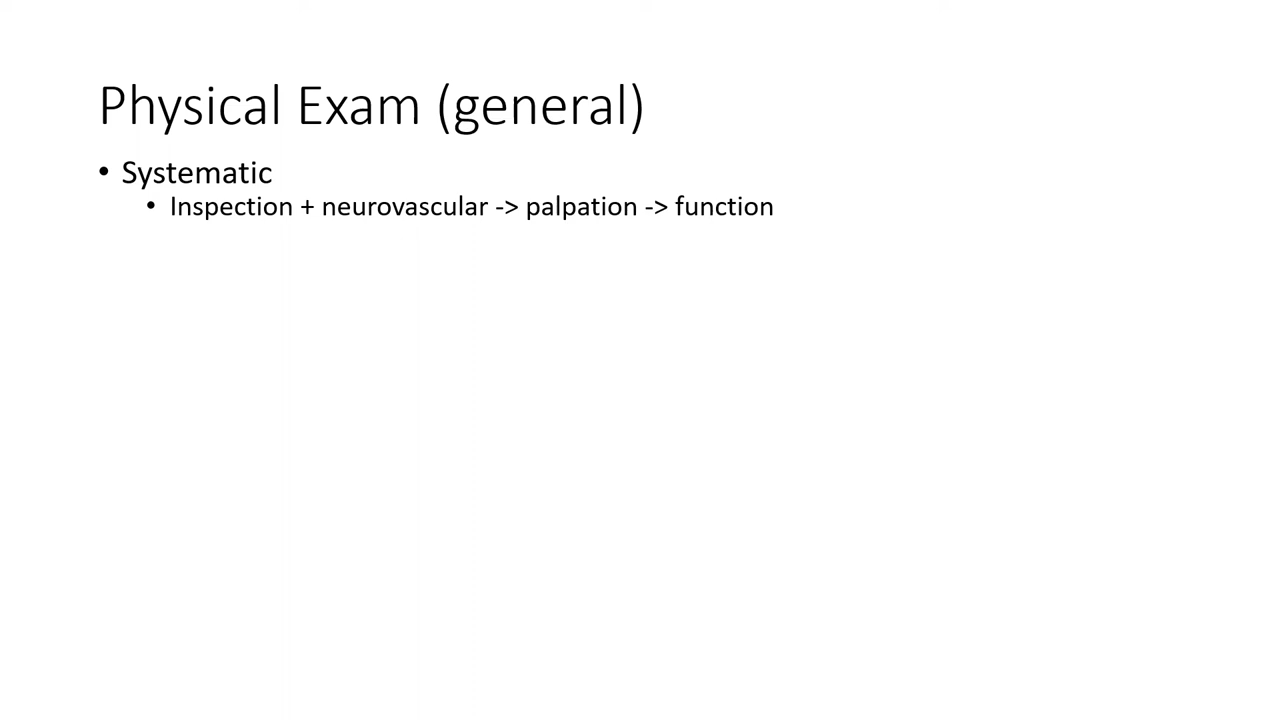 Physical Exam (general)
• Systematic
• Inspection + neurovascular -> palpation -> function